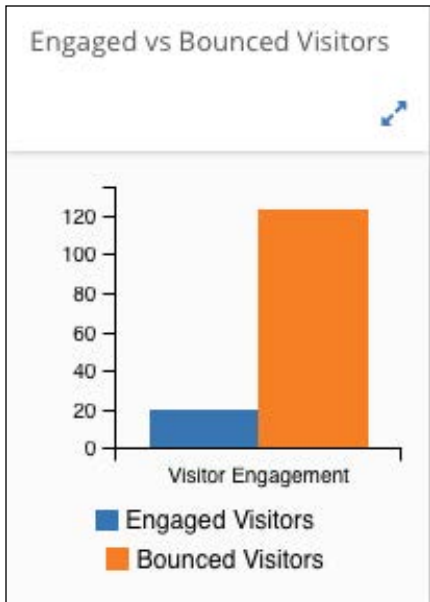 Engaged vs Bounced Visitors
120
100
80
60
40
20
0
Visitor Engagement
Engaged Visitors
Bounced Visitors